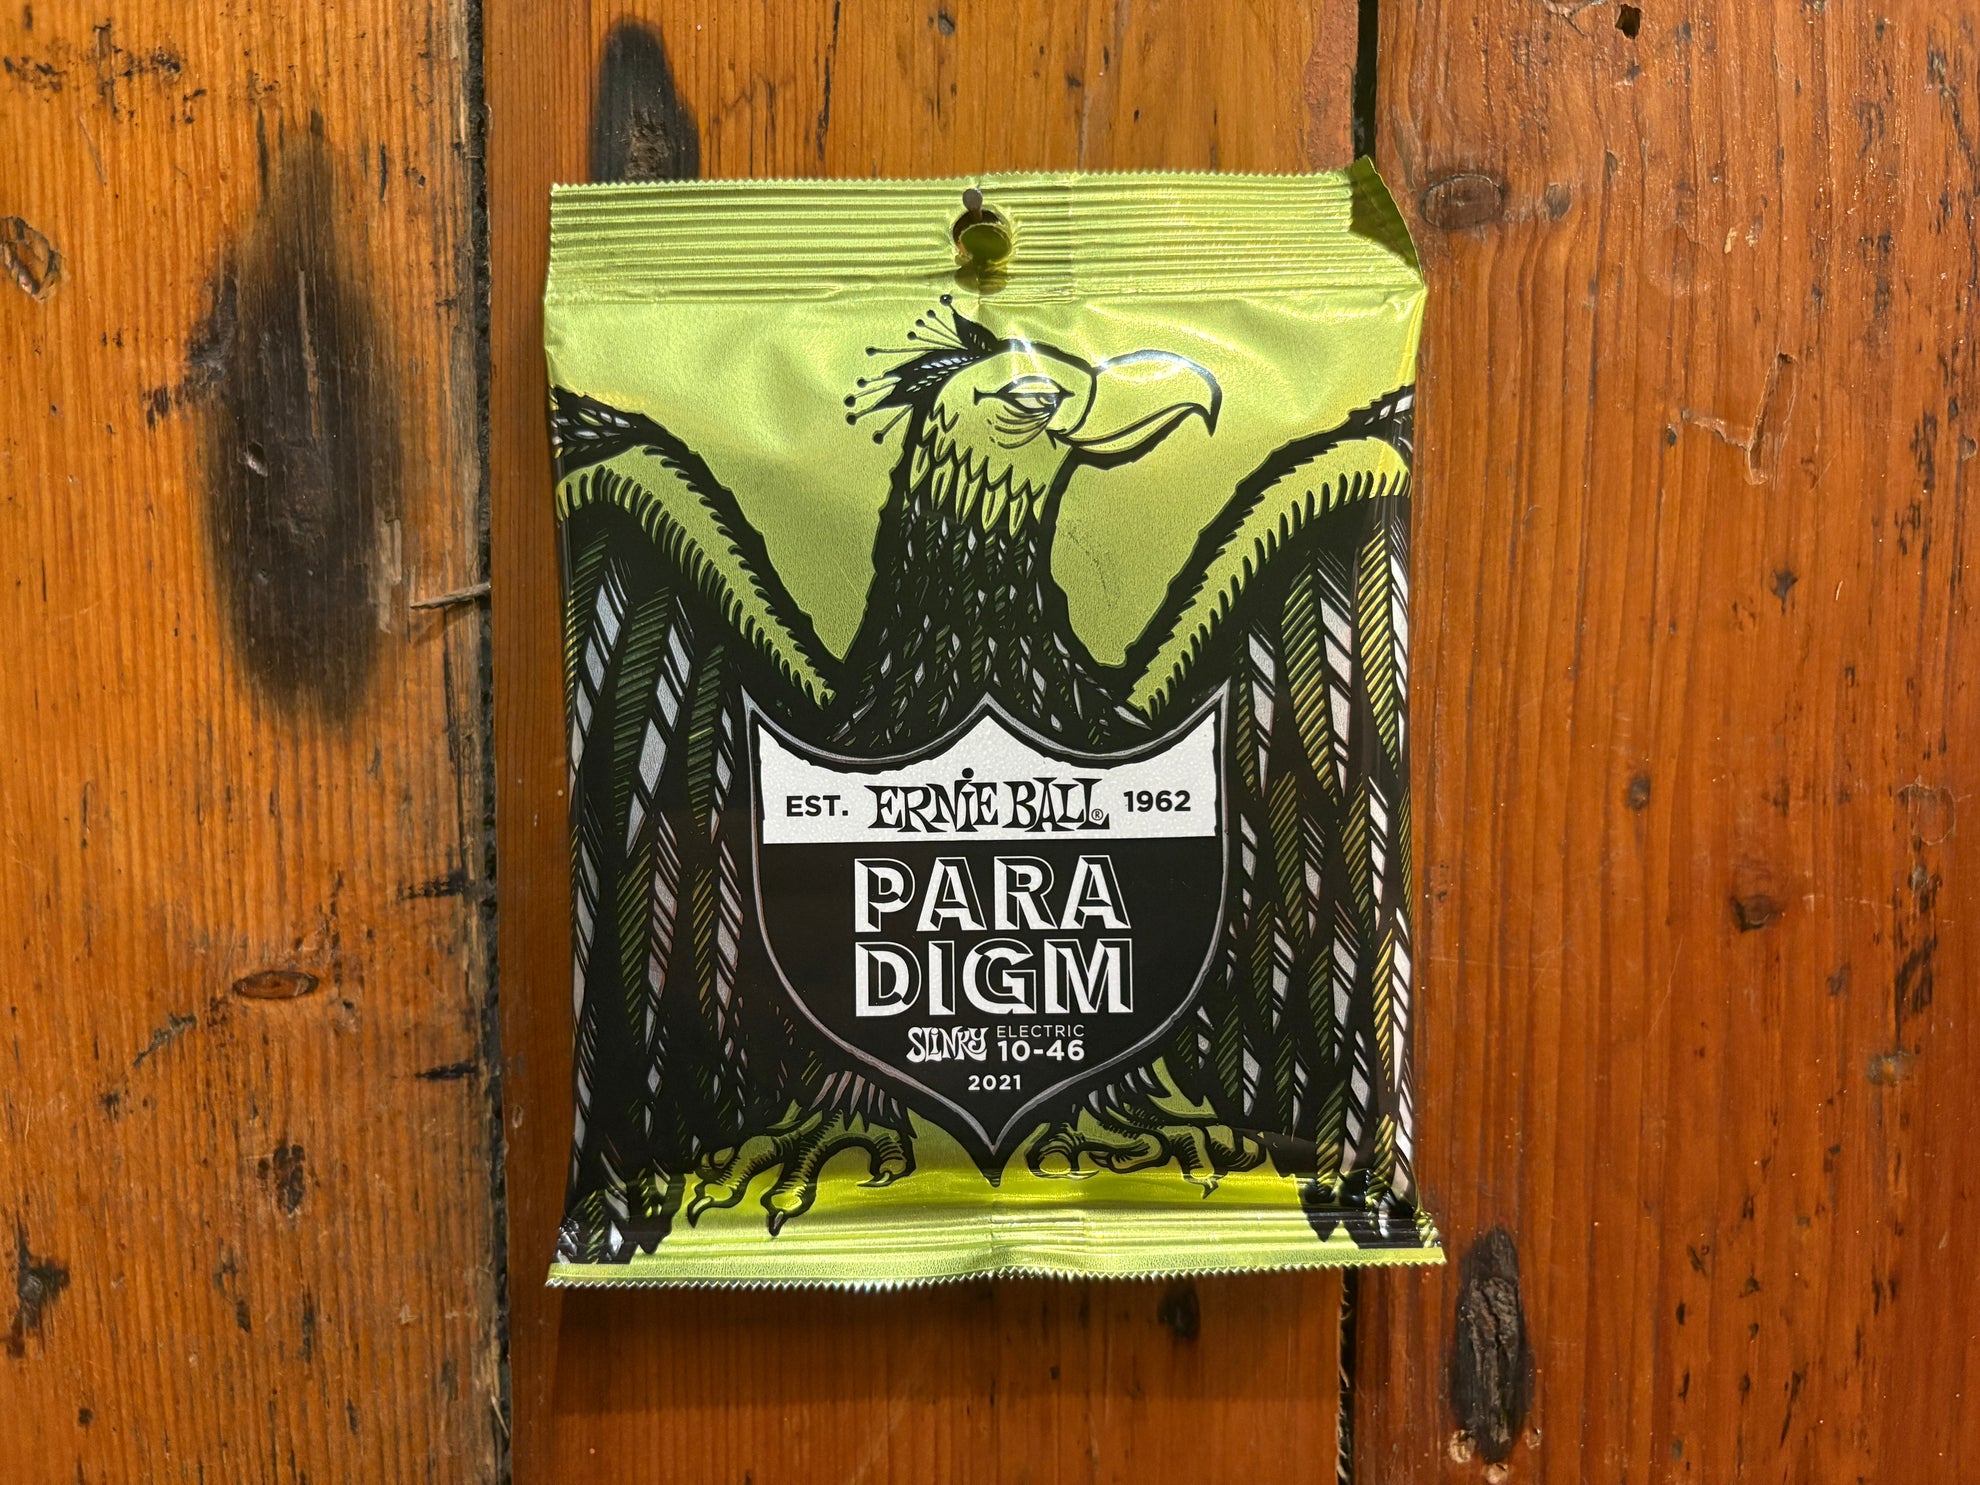 EST. ERNIE BALL® 1962
PARA
DIGM
SLINKY ELECTRIC
10-46
2021